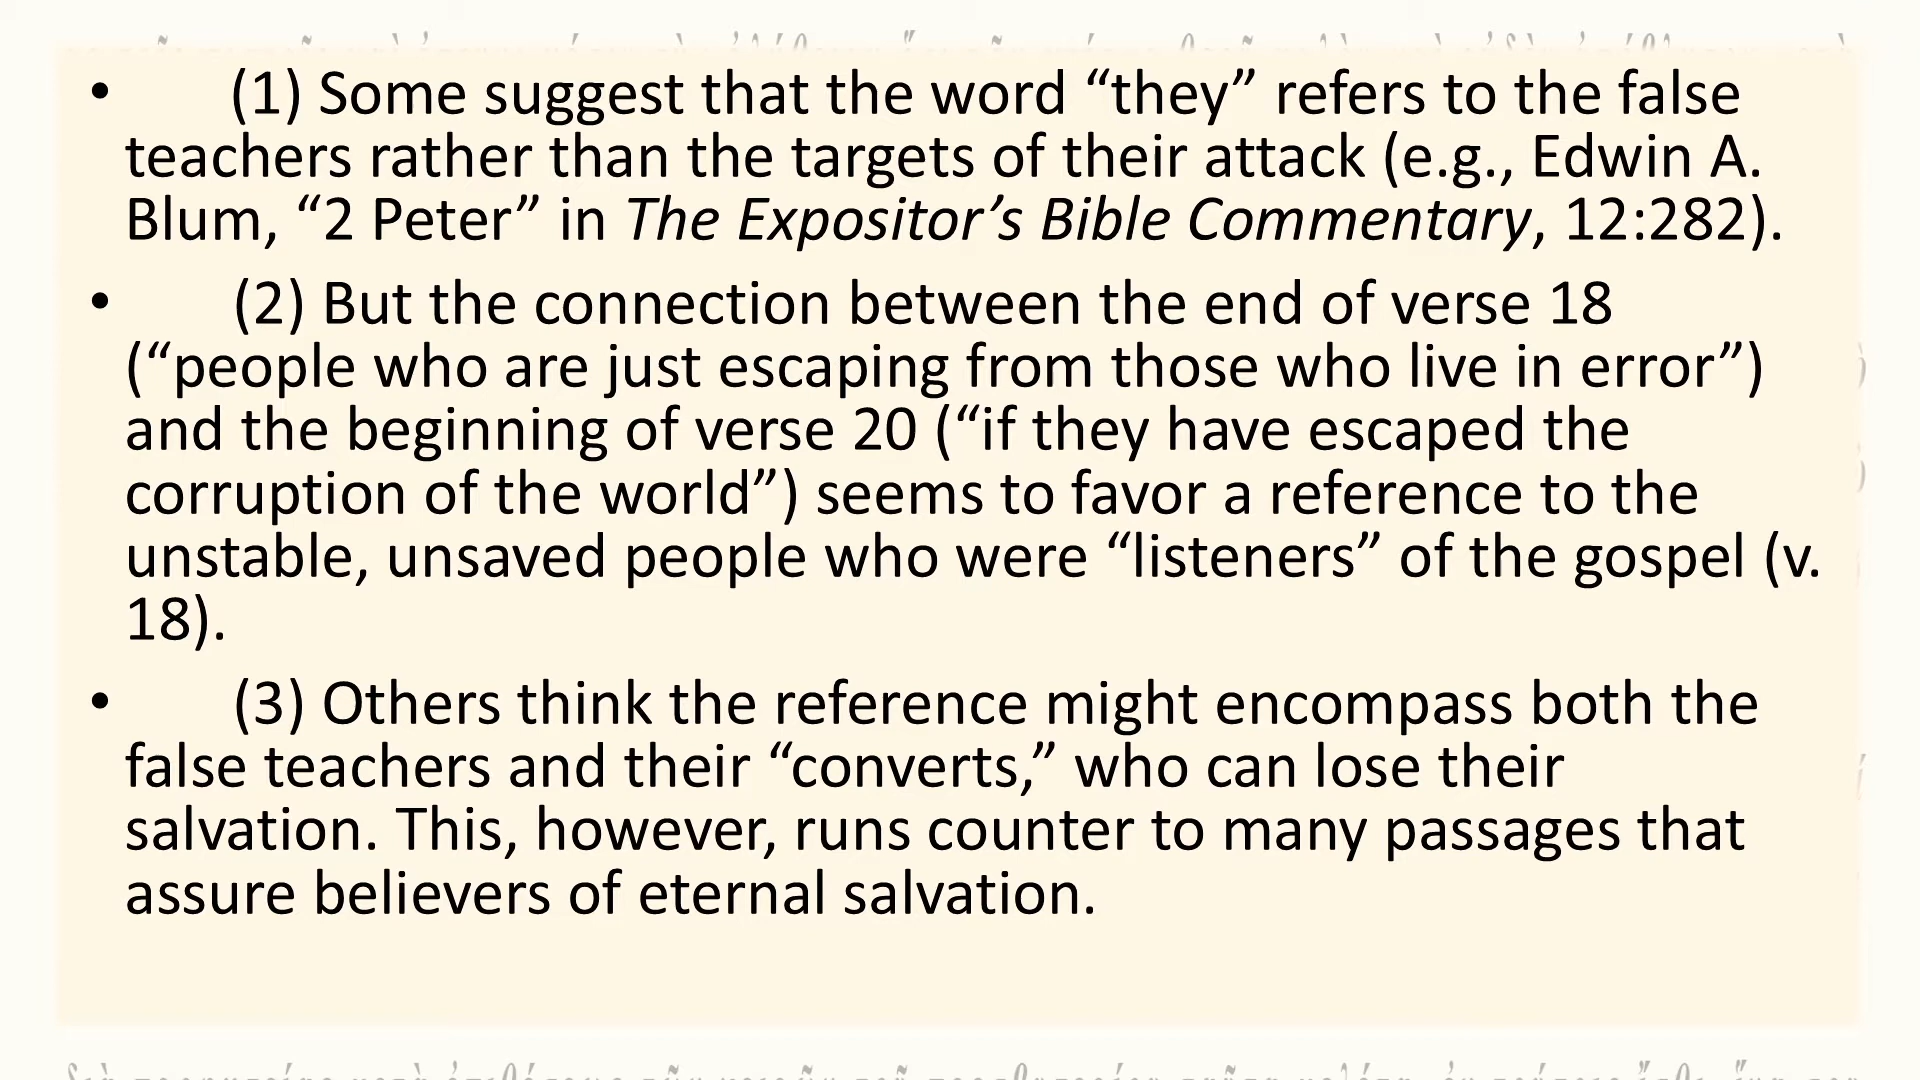 • (1) Some suggest that the word “they” refers to the false
teachers rather than the targets of their attack (e.g., Edwin A.
Blum, “2 Peter” in The Expositor’s Bible Commentary, 12:282).
• (2) But the connection between the end of verse 18
(“people who are just escaping from those who live in error”)
and the beginning of verse 20 (“if they have escaped the
corruption of the world”) seems to favor a reference to the
unstable, unsaved people who were “listeners” of the gospel (v.
18).
• (3) Others think the reference might encompass both the
false teachers and their “converts,” who can lose their
salvation. This, however, runs counter to many passages that
assure believers of eternal salvation.